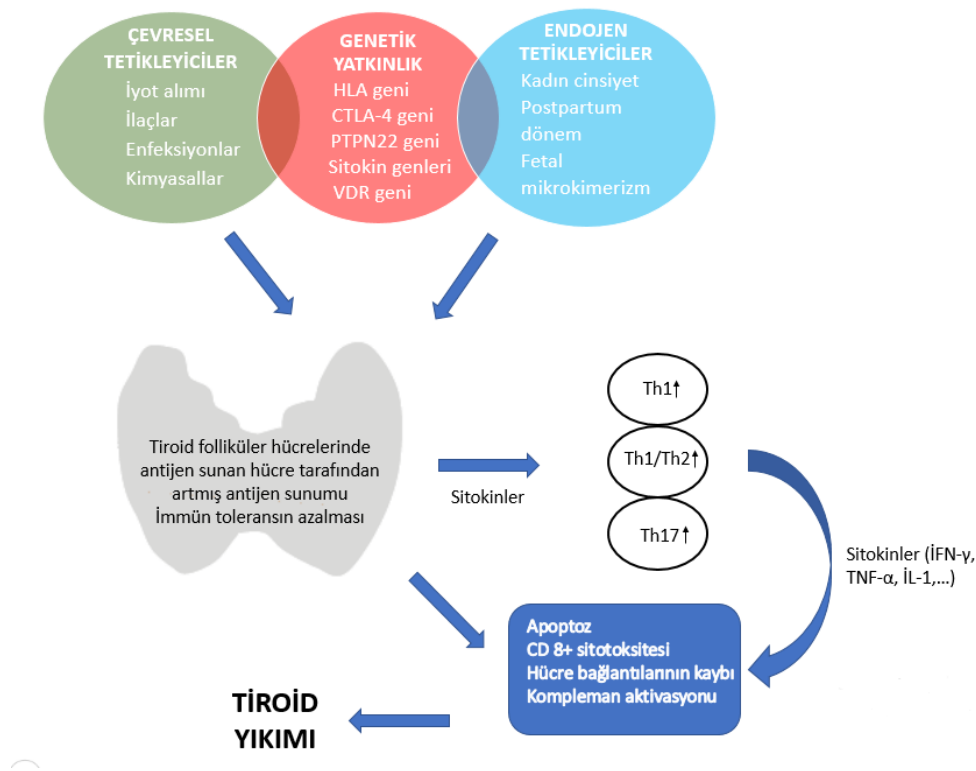 ÇEVRESEL
TETİKLEYİCİLER
İyot alımı
İlaçlar
Enfeksiyonlar
Kimyasallar
GENETİK
YATKINLIK
HLA geni
CTLA-4 geni
PTPN22 geni
Sitokin genleri
VDR geni
ENDOJEN
TETİKLEYİCİLER
Kadın cinsiyet
Postpartum
dönem
Fetal
mikrokimerizm
Tiroid folliküler hücrelerinde
antijen sunan hücre tarafından
artmış antijen sunumu
İmmün toleransın azalması
Sitokinler
Th1↑
Th1/Th2↑
Th17↑
Sitokinler (İFN-γ,
TNF-α, İL-1,...)
Apoptoz
CD 8+ sitotoksitesi
Hücre bağlantılarının kaybı
Kompleman aktivasyonu
TİROİD
YIKIMI